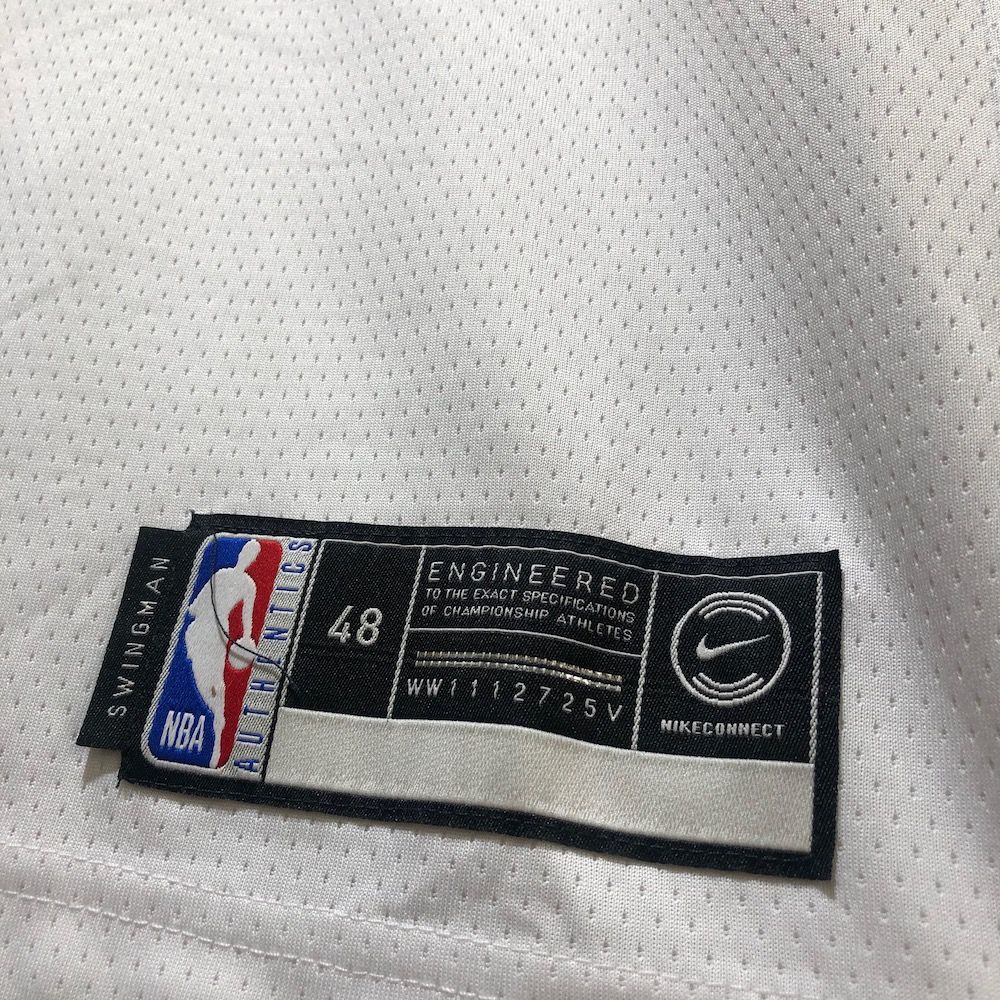 SWINGMAN
NBA
AUTHENTICS
48
ENGINEERED
TO THE EXACT SPECIFICATIONS
OF CHAMPIONSHIP ATHLETES
WW1112725V
NIKECONNECT